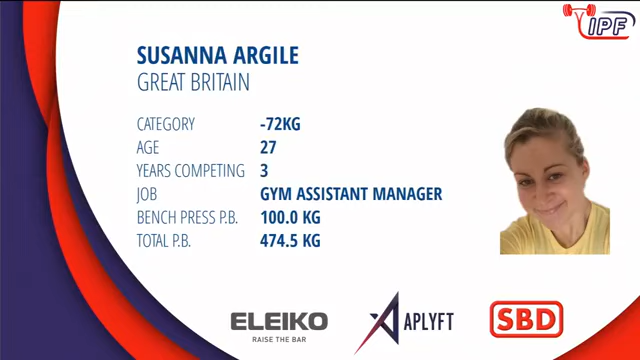 IPF
SUSANNA ARGILE
GREAT BRITAIN
CATEGORY -72KG
AGE 27
YEARS COMPETING 3
JOB GYM ASSISTANT MANAGER
BENCH PRESS P.B. 100.0 KG
TOTAL P.B. 474.5 KG
ELEIKO
RAISE THE BAR
APLYFT
SBD